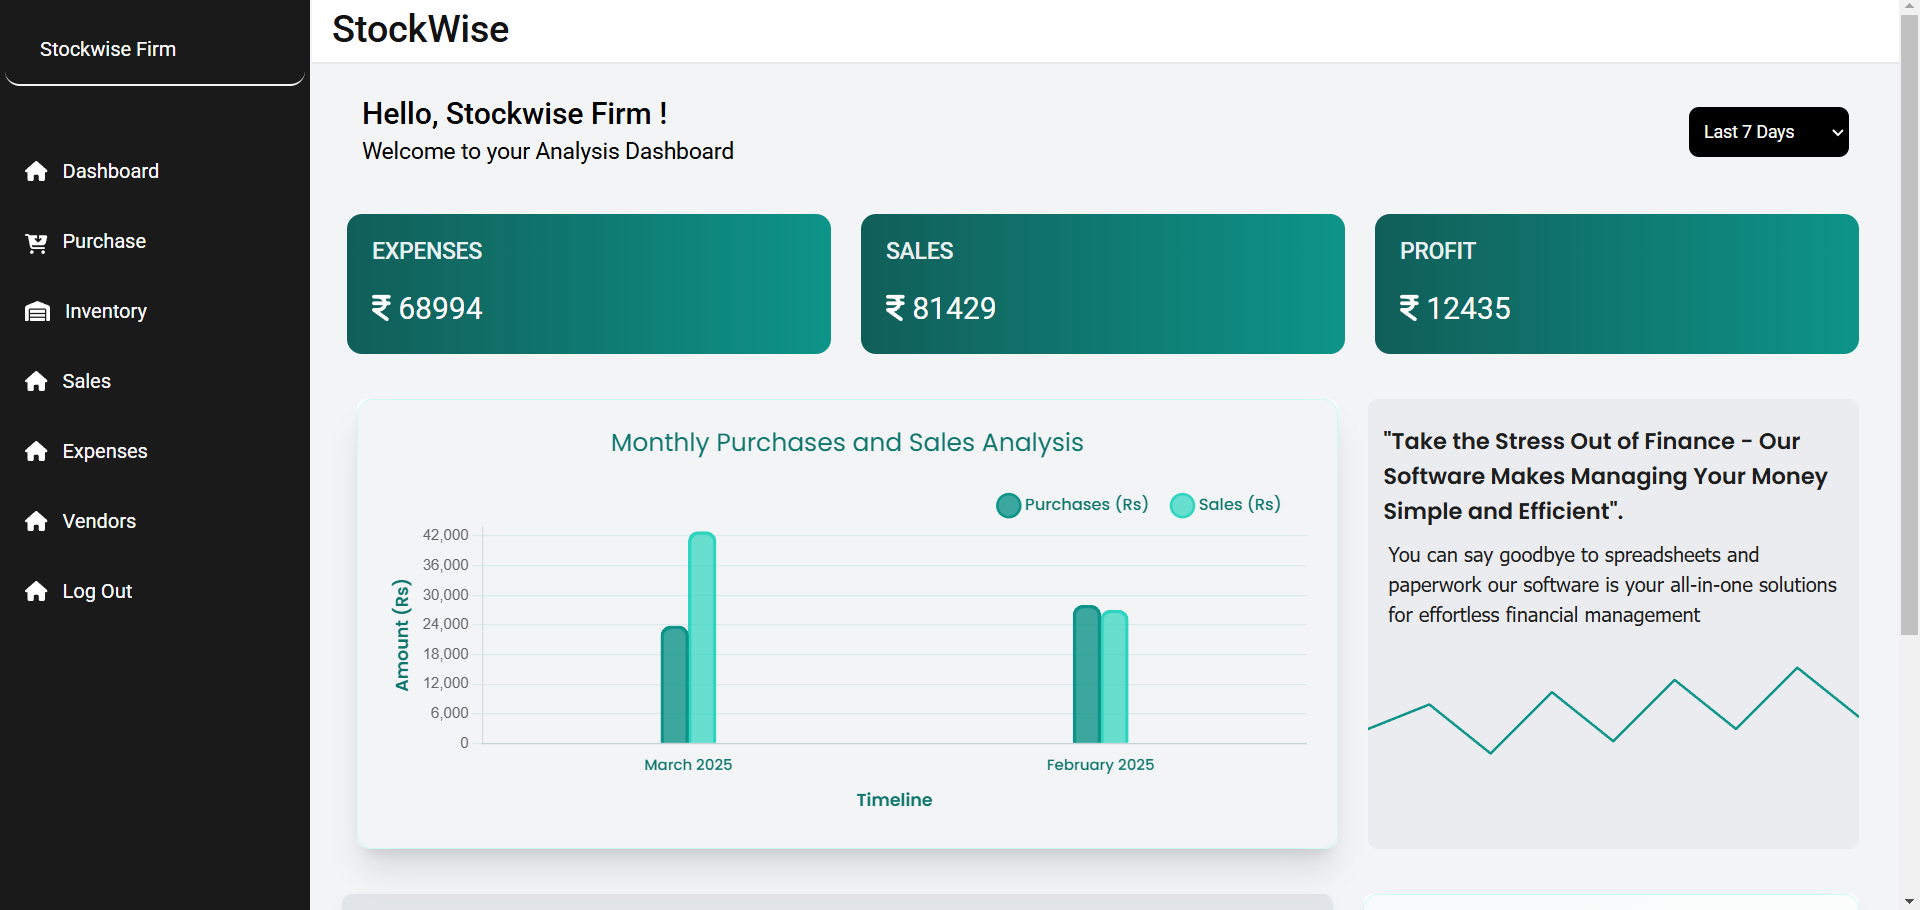 Stockwise Firm
Dashboard
Purchase
Inventory
Sales
Expenses
Vendors
Log Out
StockWise
Hello, Stockwise Firm !
Welcome to your Analysis Dashboard
Last 7 Days
EXPENSES
₹ 68994
SALES
₹ 81429
PROFIT
₹ 12435
Monthly Purchases and Sales Analysis
Purchases (Rs)
Sales (Rs)
Amount (Rs)
42,000
36,000
30,000
24,000
18,000
12,000
6,000
0
March 2025
February 2025
Timeline
"Take the Stress Out of Finance - Our
Software Makes Managing Your Money
Simple and Efficient".
You can say goodbye to spreadsheets and
paperwork our software is your all-in-one solutions
for effortless financial management